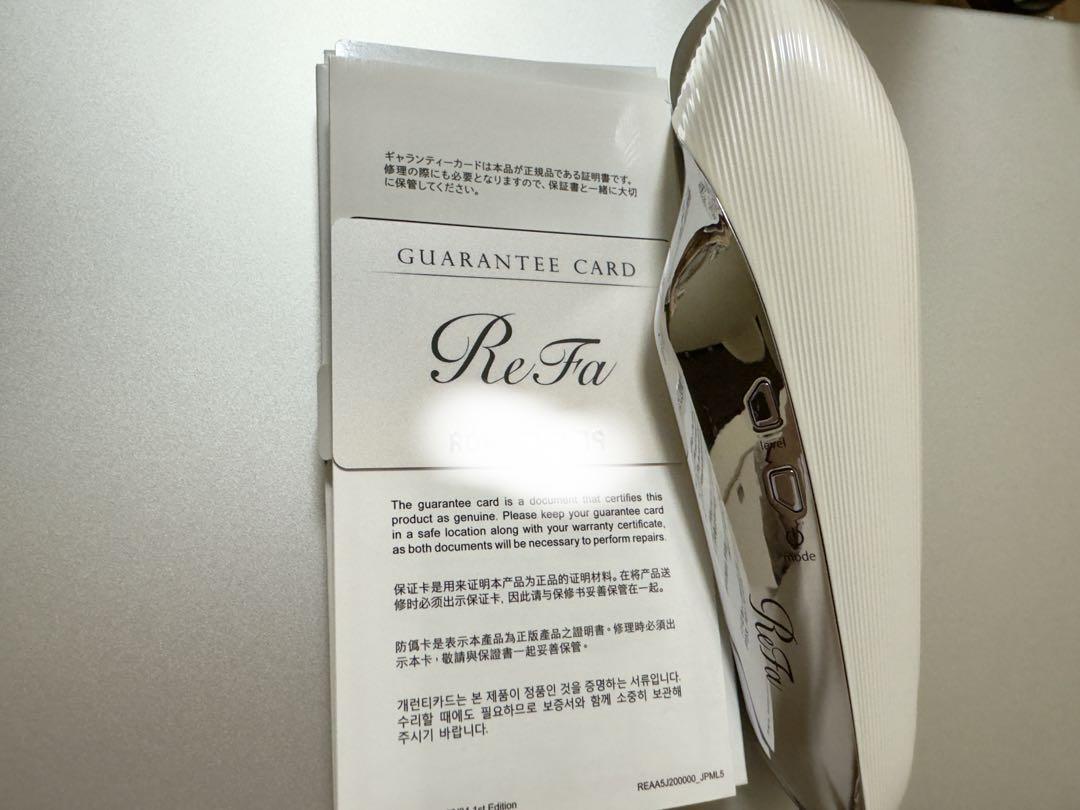 ギャランティーカードは本品が正規品である証明書です。
修理の際にも必要となりますので、保証書と一緒に大切
に保管してください。
GUARANTEE CARD
ReFa
The guarantee card is a document that certifies this
product as genuine. Please keep your guarantee card
in a safe location along with your warranty certificate,
as both documents will be necessary to perform repairs.
保证卡是用来证明本产品为正品的证明材料。在将产品送
修时必须出示保证卡, 因此请与保修书妥善保管在一起。
防偽卡是表示本產品為正版產品之證明書。修理時必須出
示本卡，敬請與保證書一起妥善保管。
개런티카드는 본 제품이 정품인 것을 증명하는 서류입니다.
수리할 때에도 필요하므로 보증서와 함께 소중히 보관해
주시기 바랍니다.
REAA5J200000_JPML5
1st Edition
level
mode
ReFa